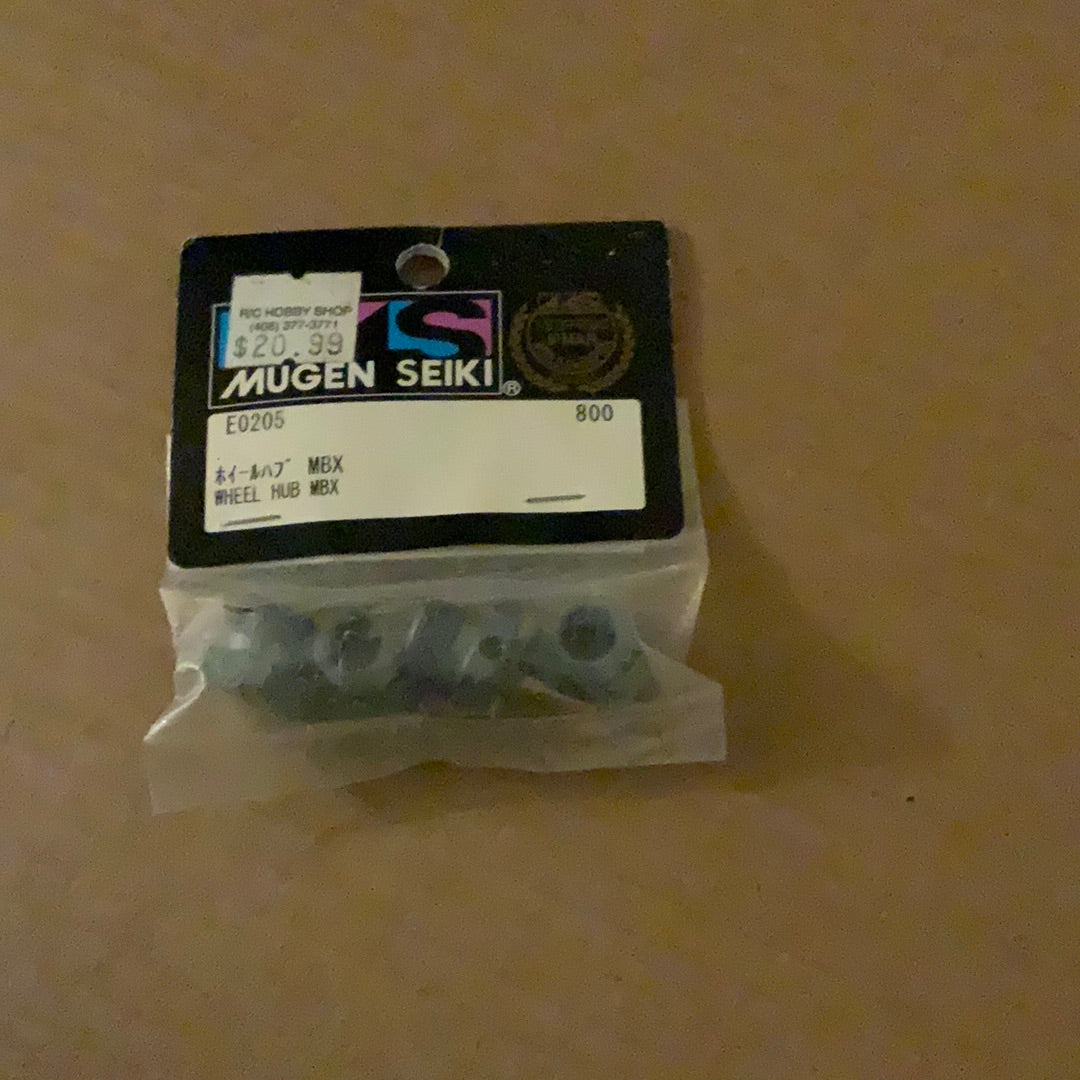 R/C HOBBY SHOP
(408) 377-3771
$20.99
S
MUGEN SEIKI®
E0205 800
ホイールハブ MBX
WHEEL HUB MBX